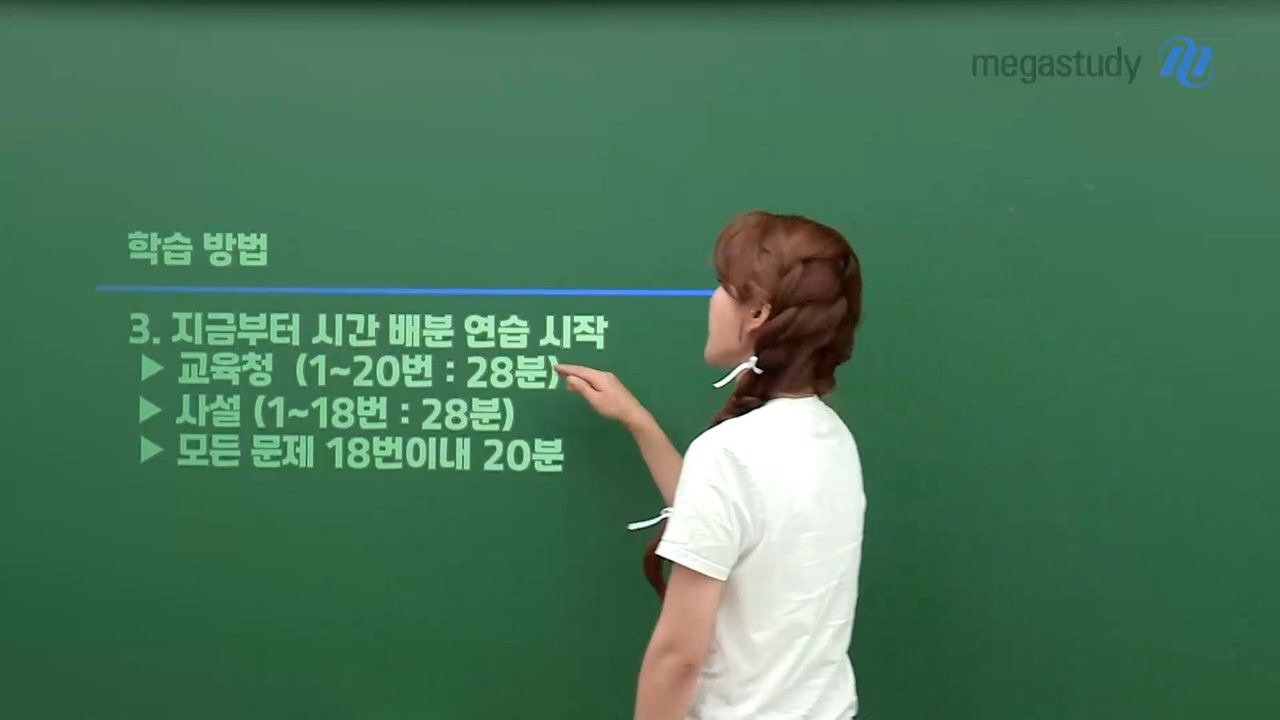 megastudy
학습 방법
3. 지금부터 시간 배분 연습 시작
▶ 교육청 (1~20번 : 28분)
▶ 사설 (1~18번 : 28분)
▶ 모든 문제 18번이내 20분